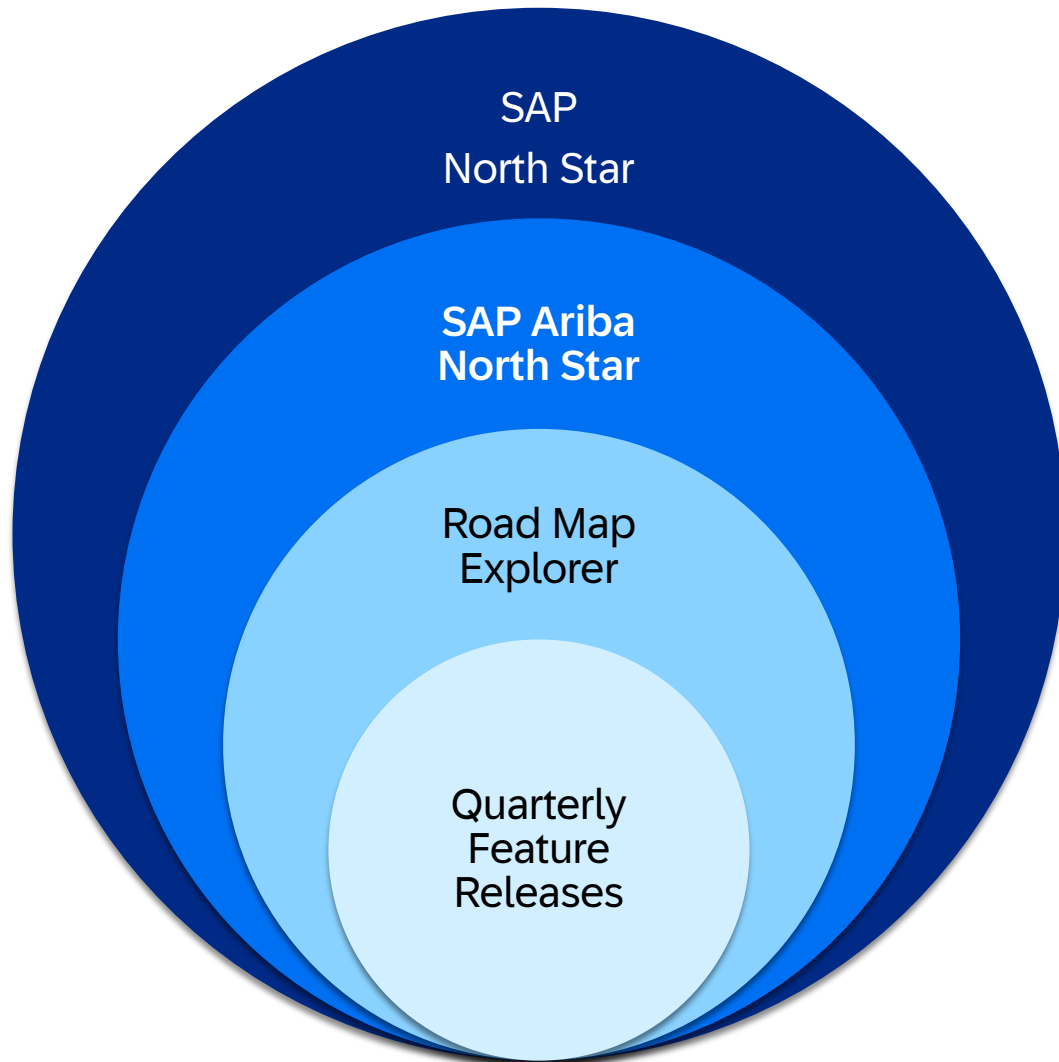 SAP
North Star
SAP Ariba
North Star
Road Map
Explorer
Quarterly
Feature
Releases